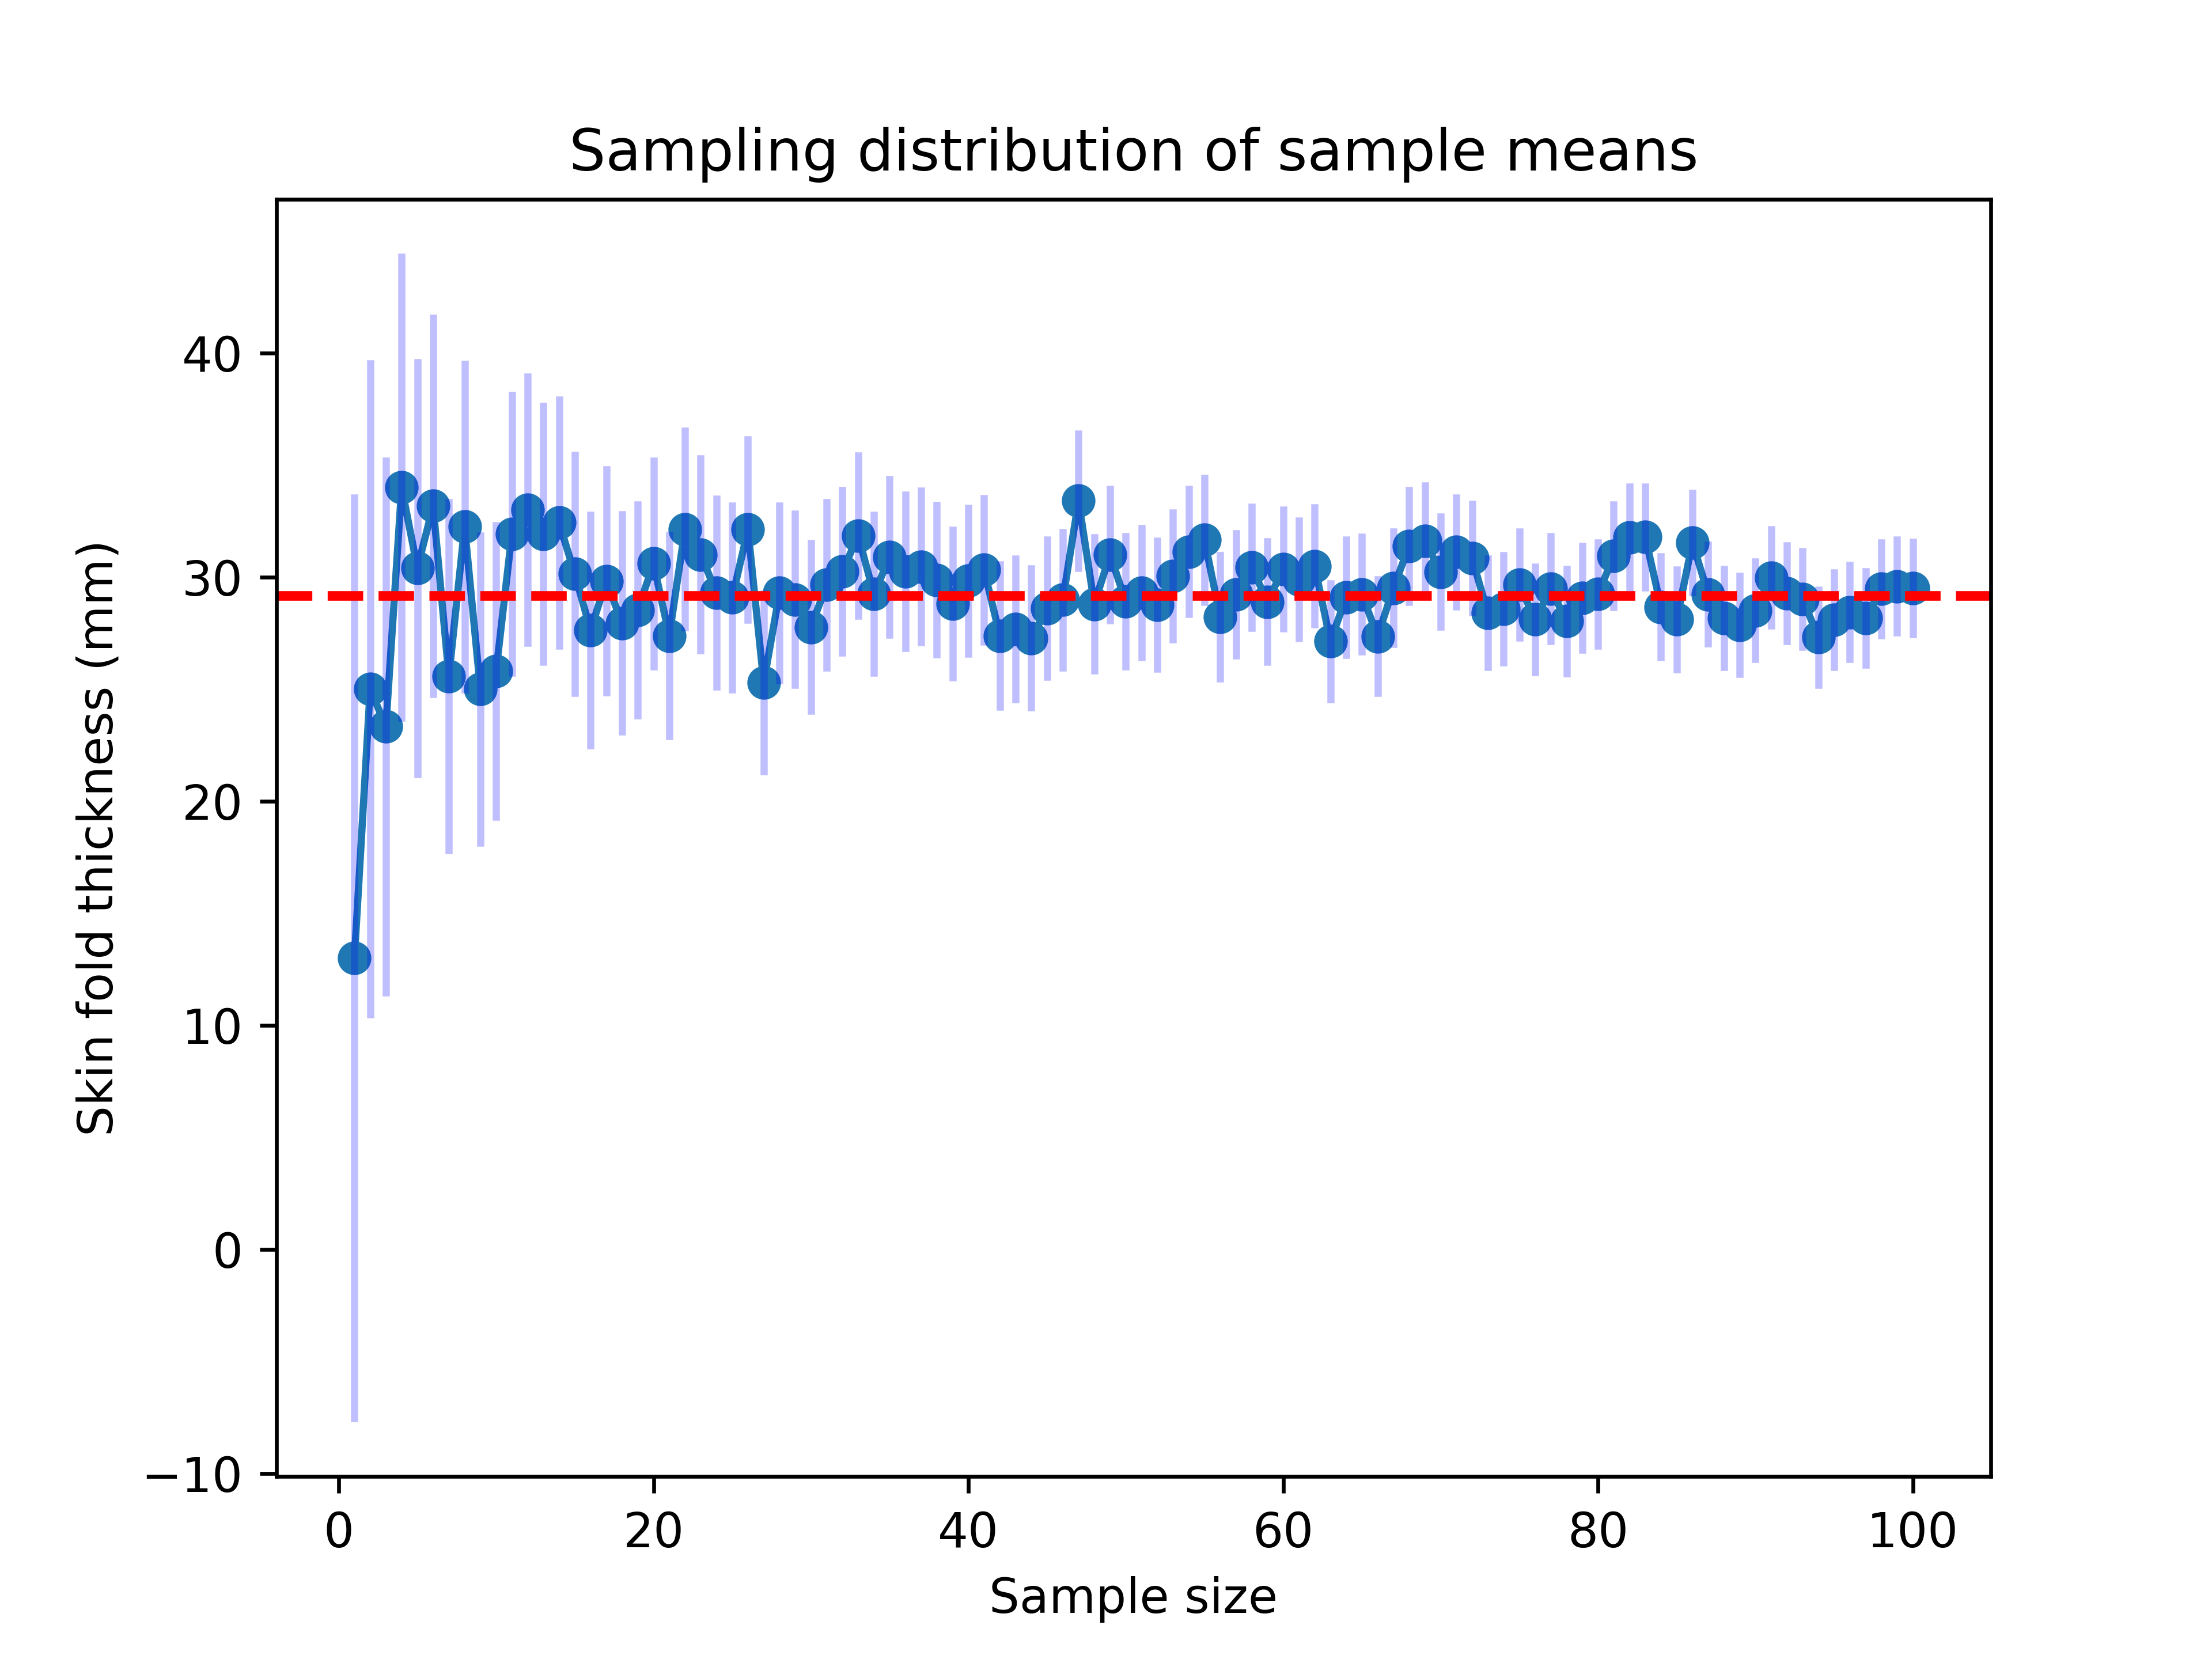 Sampling distribution of sample means
Skin fold thickness (mm)
40
30
20
10
0
−10
0 20 40 60 80 100
Sample size